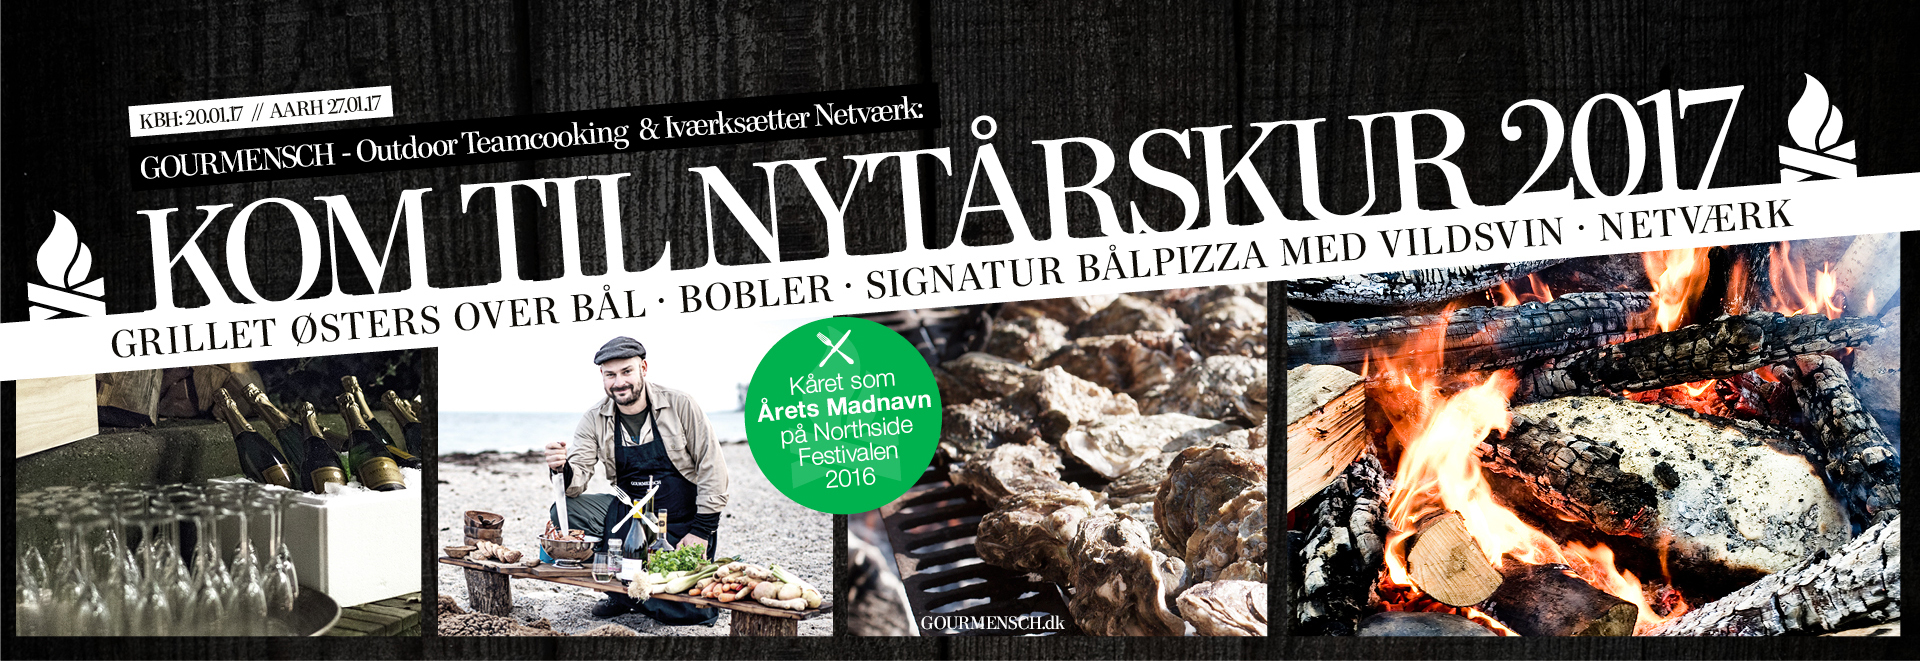 KBH: 20.01.17 // AARH 27.01.17
GOURMENSCH - Outdoor Teamcooking & Iværksætter Netværk:
KOM TIL NYTÅRSKUR 2017
GRILLET ØSTERS OVER BÅL · BOBLER · SIGNATUR BÅLPIZZA MED VILDSVIN · NETVÆRK
Kåret som
Årets Madnavn
på Northside
Festivalen
2016
GOURMENSCH
GOURMENSCH.dk